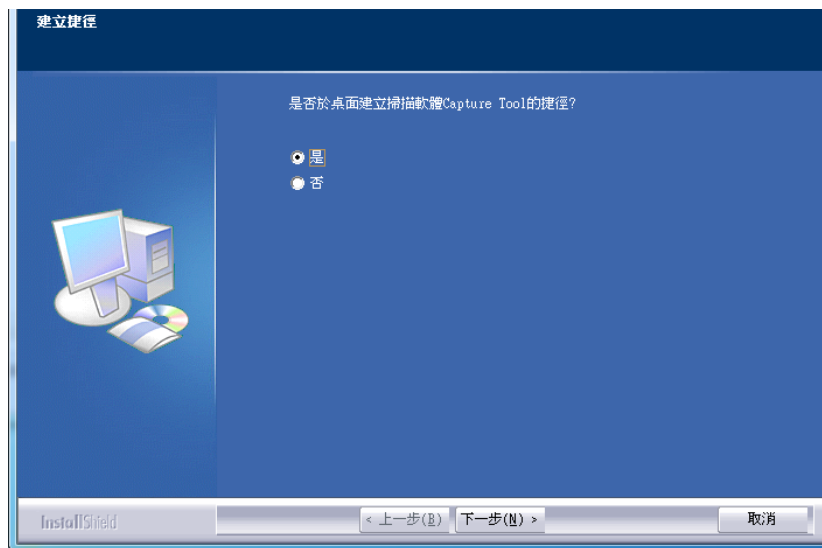 建立捷徑
是否於桌面建立掃描軟體Capture Tool的捷徑?
是
否
InstallShield
< 上一步(B) 下一步(N) > 取消